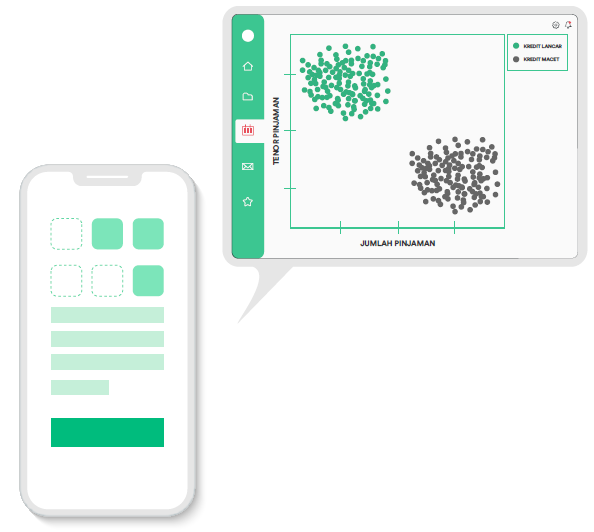 KREDIT LANCAR
KREDIT MACET
TENOR PINJAMAN
JUMLAH PINJAMAN